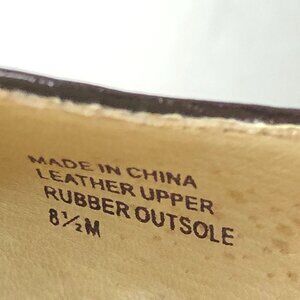 MADE IN CHINA
LEATHER UPPER
RUBBER OUTSOLE
8½M